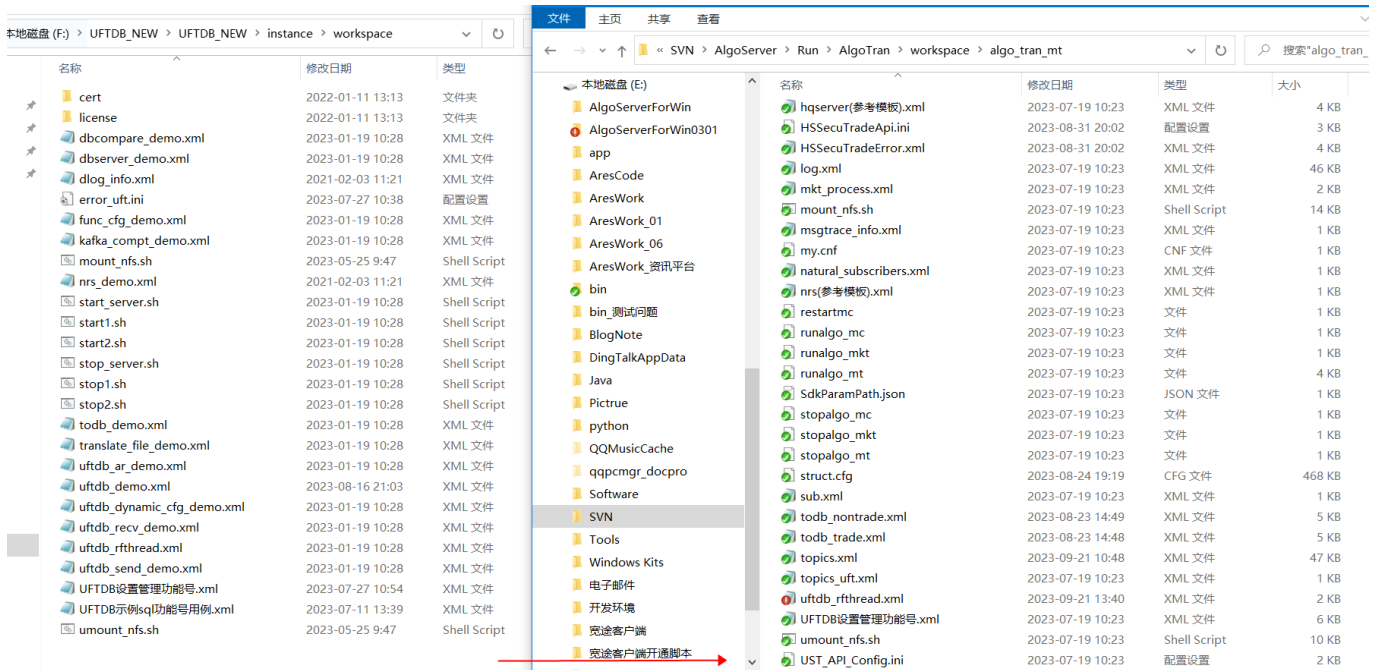 本地磁盘 (F:) > UFTDB_NEW > UFTDB_NEW > instance > workspace
名称 修改日期 类型
cert 2022-01-11 13:13 文件夹
license 2022-01-11 13:13 文件夹
dbcompare_demo.xml 2023-01-19 10:28 XML 文件
dbserver_demo.xml 2023-01-19 10:28 XML 文件
dlog_info.xml 2021-02-03 11:21 XML 文件
error_uft.ini 2023-07-27 10:38 配置设置
func_cfg_demo.xml 2023-01-19 10:28 XML 文件
kafka_compt_demo.xml 2023-01-19 10:28 XML 文件
mount_nfs.sh 2023-05-25 9:47 Shell Script
nrs_demo.xml 2021-02-03 11:21 XML 文件
start_server.sh 2023-01-19 10:28 Shell Script
start1.sh 2023-01-19 10:28 Shell Script
start2.sh 2023-01-19 10:28 Shell Script
stop_server.sh 2023-01-19 10:28 Shell Script
stop1.sh 2023-01-19 10:28 Shell Script
stop2.sh 2023-01-19 10:28 Shell Script
todb_demo.xml 2023-01-19 10:28 XML 文件
translate_file_demo.xml 2023-01-19 10:28 XML 文件
uftdb_ar_demo.xml 2023-01-19 10:28 XML 文件
uftdb_demo.xml 2023-08-16 21:03 XML 文件
uftdb_dynamic_cfg_demo.xml 2023-01-19 10:28 XML 文件
uftdb_recv_demo.xml 2023-01-19 10:28 XML 文件
uftdb_rfthread.xml 2023-01-19 10:28 XML 文件
uftdb_send_demo.xml 2023-01-19 10:28 XML 文件
UFTDB设置管理功能号.xml 2023-07-27 10:54 XML 文件
UFTDB示例sql功能号用例.xml 2023-07-11 13:39 XML 文件
umount_nfs.sh 2023-05-25 9:47 Shell Script
文件 主页 共享 查看
« SVN > AlgoServer > Run > AlgoTran > workspace > algo_tran_mt
搜索"algo_tran_
本地磁盘 (E:)
AlgoServerForWin
AlgoServerForWin0301
app
AresCode
AresWork
AresWork_01
AresWork_06
AresWork_资讯平台
bin
bin_测试问题
BlogNote
DingTalkAppData
Java
Pictrue
python
QQMusicCache
qqpcmgr_docpro
Software
SVN
Tools
Windows Kits
电子邮件
开发环境
宽途客户端
宽途客户端开通脚本
名称 修改日期 类型 大小
hqserver(参考模板).xml 2023-07-19 10:23 XML 文件 4 KB
HSSecuTradeApi.ini 2023-08-31 20:02 配置设置 3 KB
HSSecuTradeError.xml 2023-08-31 20:02 XML 文件 4 KB
log.xml 2023-07-19 10:23 XML 文件 46 KB
mkt_process.xml 2023-07-19 10:23 XML 文件 2 KB
mount_nfs.sh 2023-07-19 10:23 Shell Script 14 KB
msgtrace_info.xml 2023-07-19 10:23 XML 文件 1 KB
my.cnf 2023-07-19 10:23 CNF 文件 1 KB
natural_subscribers.xml 2023-07-19 10:23 XML 文件 1 KB
nrs(参考模板).xml 2023-07-19 10:23 XML 文件 1 KB
restartmc 2023-07-19 10:23 文件 1 KB
runalgo_mc 2023-07-19 10:23 文件 1 KB
runalgo_mkt 2023-07-19 10:23 文件 1 KB
runalgo_mt 2023-07-19 10:23 文件 4 KB
SdkParamPath.json 2023-07-19 10:23 JSON 文件 1 KB
stopalgo_mc 2023-07-19 10:23 文件 1 KB
stopalgo_mkt 2023-07-19 10:23 文件 1 KB
stopalgo_mt 2023-07-19 10:23 文件 1 KB
struct.cfg 2023-08-24 19:19 CFG 文件 468 KB
sub.xml 2023-07-19 10:23 XML 文件 1 KB
todb_nontrade.xml 2023-08-23 14:49 XML 文件 5 KB
todb_trade.xml 2023-08-23 14:48 XML 文件 5 KB
topics.xml 2023-09-21 10:48 XML 文件 47 KB
topics_uft.xml 2023-07-19 10:23 XML 文件 1 KB
uftdb_rfthread.xml 2023-09-21 13:40 XML 文件 2 KB
UFTDB设置管理功能号.xml 2023-07-19 10:23 XML 文件 6 KB
umount_nfs.sh 2023-07-19 10:23 Shell Script 10 KB
UST_API_Config.ini 2023-07-19 10:23 配置设置 2 KB